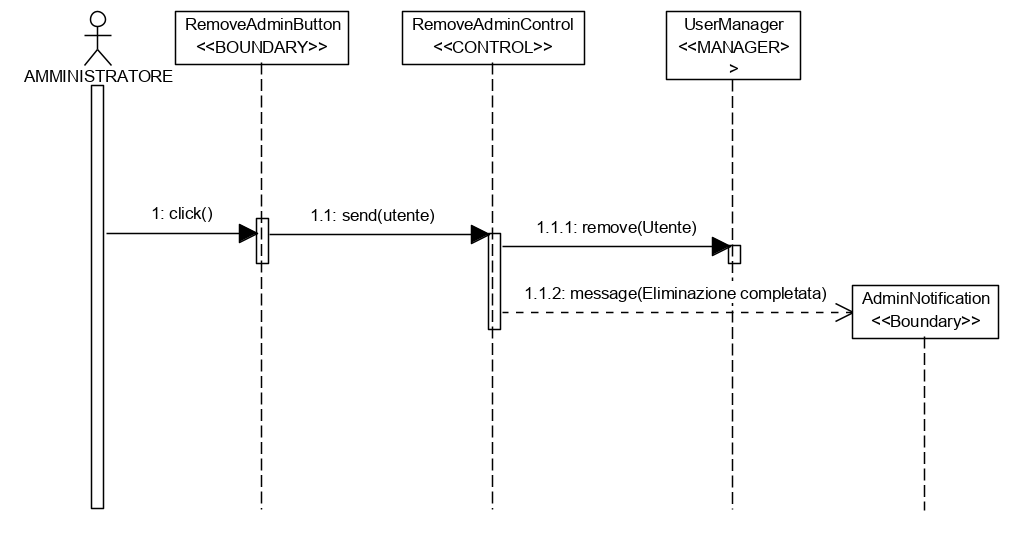 RemoveAdminButton
<<BOUNDARY>>
RemoveAdminControl
<<CONTROL>>
UserManager
<<MANAGER>
>
AMMINISTRATORE
1: click()
1.1: send(utente)
1.1.1: remove(Utente)
1.1.2: message(Eliminazione completata)
AdminNotification
<<Boundary>>